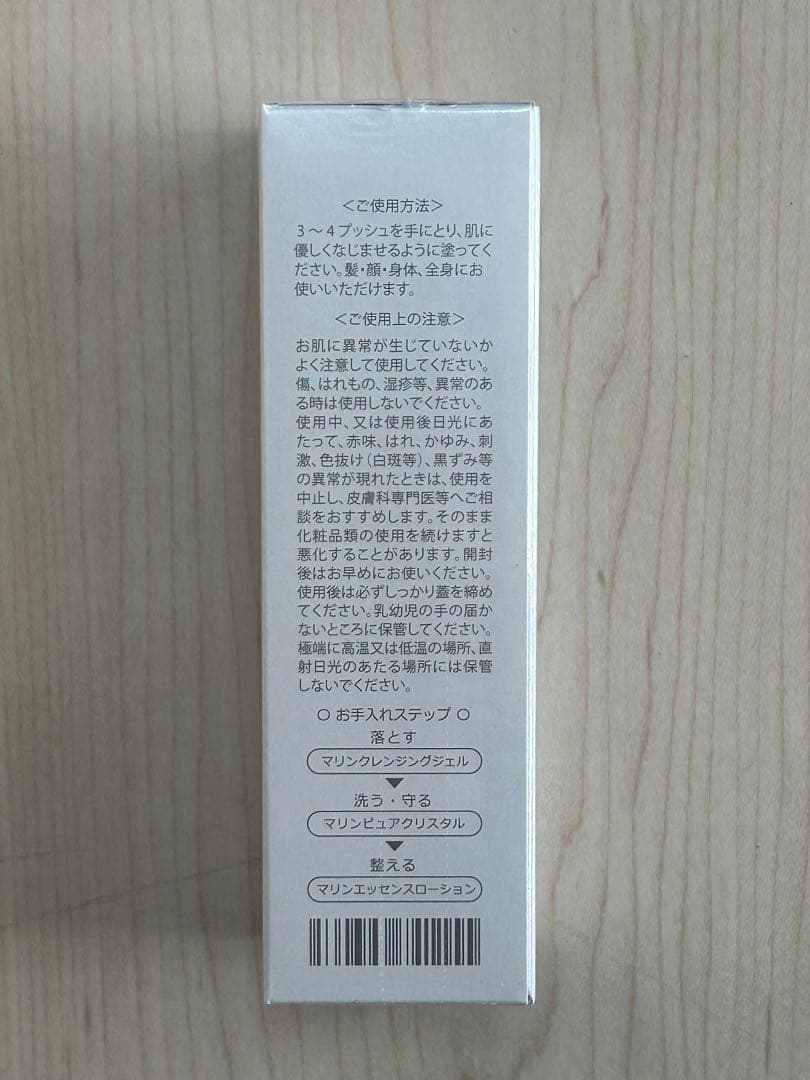 ＜ご使用方法＞
３～４プッシュを手にとり、肌に
優しくなじませるように塗ってく
ださい。髪・顔・身体、全身にお
使いいただけます。
＜ご使用上の注意＞
お肌に異常が生じていないか
よく注意して使用してください。
傷、はれもの、湿疹等、異常のあ
る時は使用しないでください。
使用中、又は使用後日光にあ
たって、赤味、はれ、かゆみ、刺
激、色抜け（白斑等）、黒ずみ等
の異常が現れたときは、使用を
中止し、皮膚科専門医等へご相
談をおすすめします。そのまま
化粧品類の使用を続けますと
悪化することがあります。開封
後はお早めにお使いください。
使用後は必ずしっかり蓋を締め
てください。乳幼児の手の届か
ないところに保管してください。
極端に高温又は低温の場所、直
射日光のあたる場所には保管
しないでください。
○ お手入れステップ ○
落とす
マリンクレンジングジェル
▼
洗う・守る
マリンピュアクリスタル
▼
整える
マリンエッセンスローション